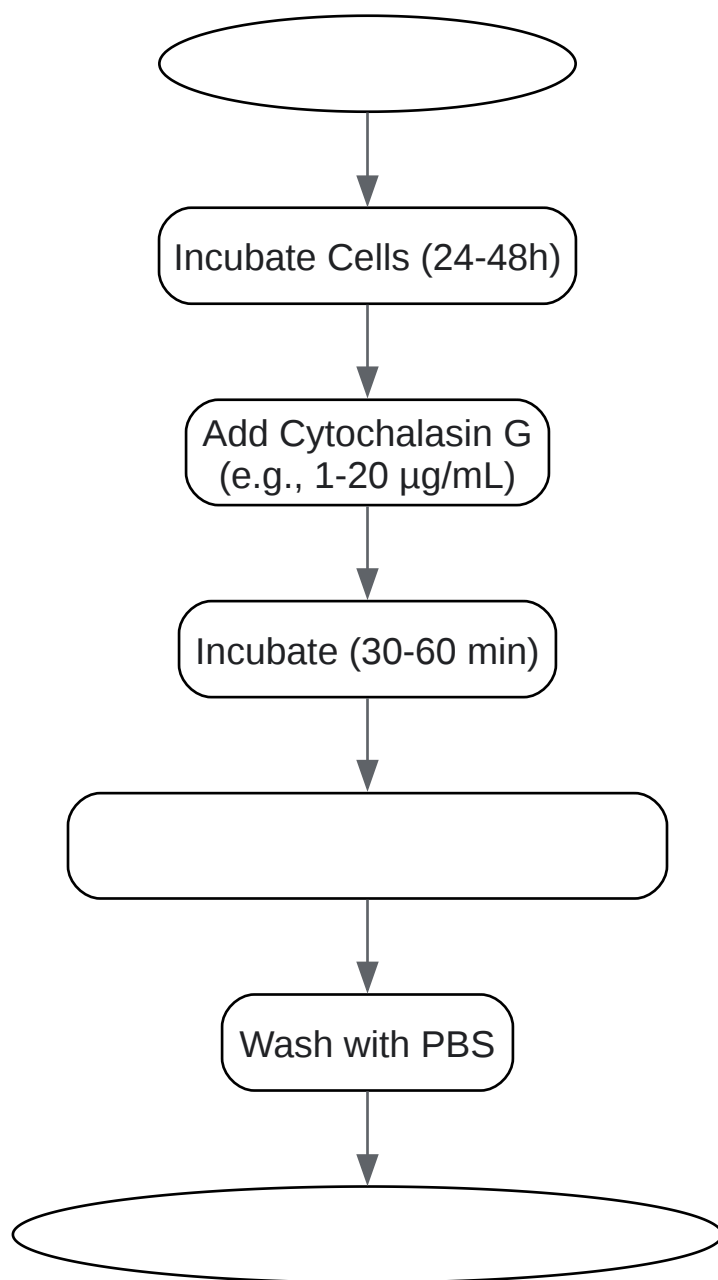 Incubate Cells (24-48h)
Add Cytochalasin G
(e.g., 1-20 µg/mL)
Incubate (30-60 min)
Wash with PBS